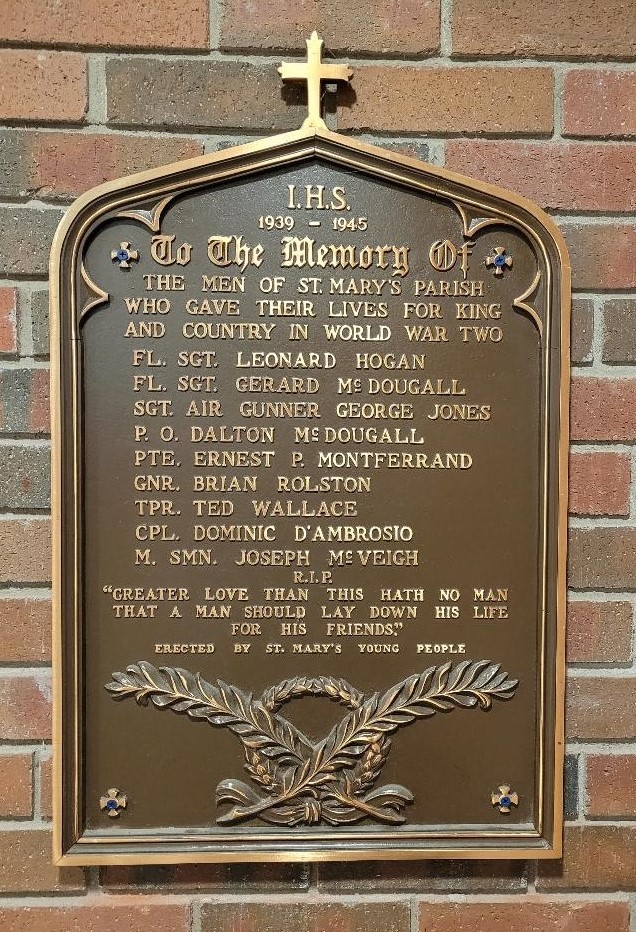 I.H.S.
1939 – 1945
To The Memory Of
THE MEN OF ST. MARY'S PARISH
WHO GAVE THEIR LIVES FOR KING
AND COUNTRY IN WORLD WAR TWO
FL. SGT. LEONARD HOGAN
FL. SGT. GERARD McDOUGALL
SGT. AIR GUNNER GEORGE JONES
P. O. DALTON McDOUGALL
PTE. ERNEST P. MONTFERRAND
GNR. BRIAN ROLSTON
TPR. TED WALLACE
CPL. DOMINIC D'AMBROSIO
M. SMN. JOSEPH McVEIGH
R.I.P.
"GREATER LOVE THAN THIS HATH NO MAN
THAT A MAN SHOULD LAY DOWN HIS LIFE
FOR HIS FRIENDS."
ERECTED BY ST. MARY'S YOUNG PEOPLE